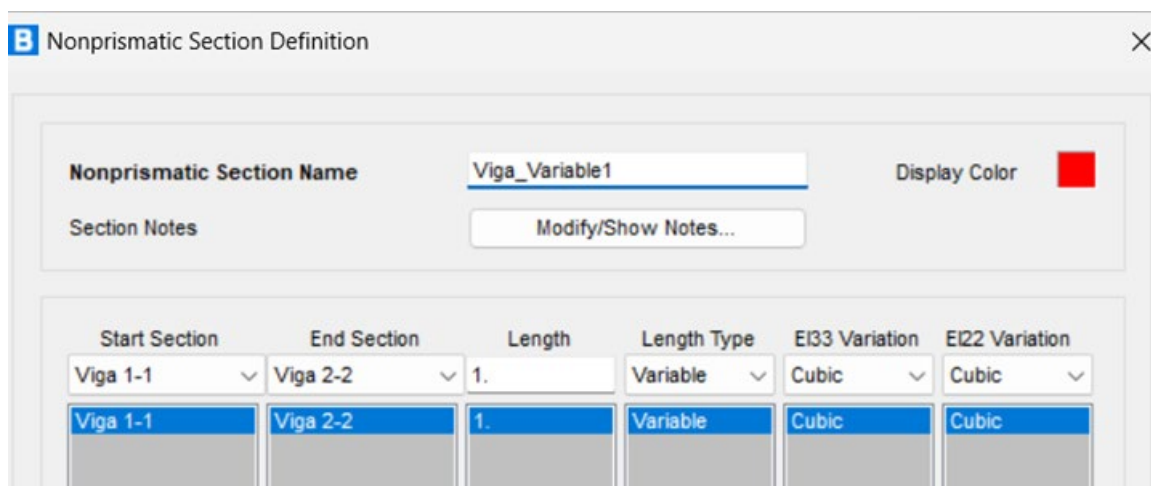 B Nonprismatic Section Definition
Nonprismatic Section Name Viga_Variable1 Display Color
Section Notes Modify/Show Notes...
Start Section End Section Length Length Type EI33 Variation EI22 Variation
Viga 1-1 Viga 2-2 1. Variable Cubic Cubic
Viga 1-1 Viga 2-2 1. Variable Cubic Cubic